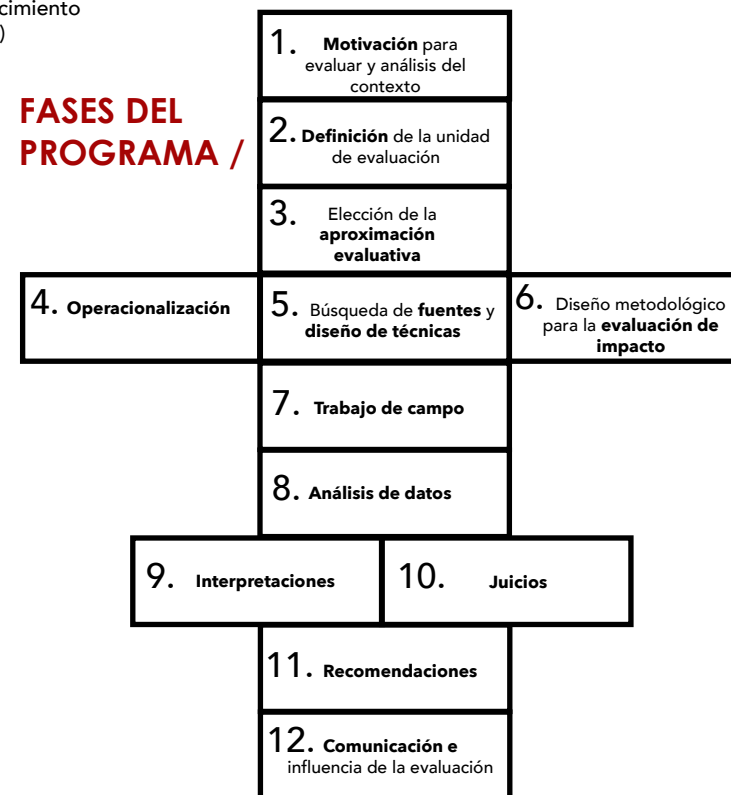 cimiento
)
FASES DEL
PROGRAMA /
1. Motivación para
evaluar y análisis del
contexto
2. Definición de la unidad
de evaluación
3. Elección de la
aproximación
evaluativa
4. Operacionalización
5. Búsqueda de fuentes y
diseño de técnicas
6. Diseño metodológico
para la evaluación de
impacto
7. Trabajo de campo
8. Análisis de datos
9. Interpretaciones
10. Juicios
11. Recomendaciones
12. Comunicación e
influencia de la evaluación